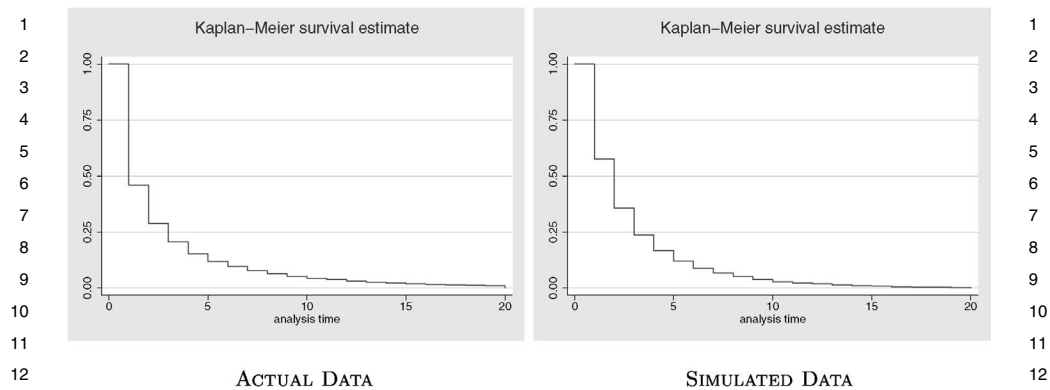 1 Kaplan–Meier survival estimate Kaplan–Meier survival estimate 1
2 1.00 1.00 2
3 3
4 0.75 0.75 4
5 5
6 0.50 0.50 6
7 7
8 0.25 0.25 8
9 0.00 0.00 9
10 0 5 10 15 20 0 5 10 15 20 10
analysis time analysis time
11 11
12 ACTUAL DATA SIMULATED DATA 12